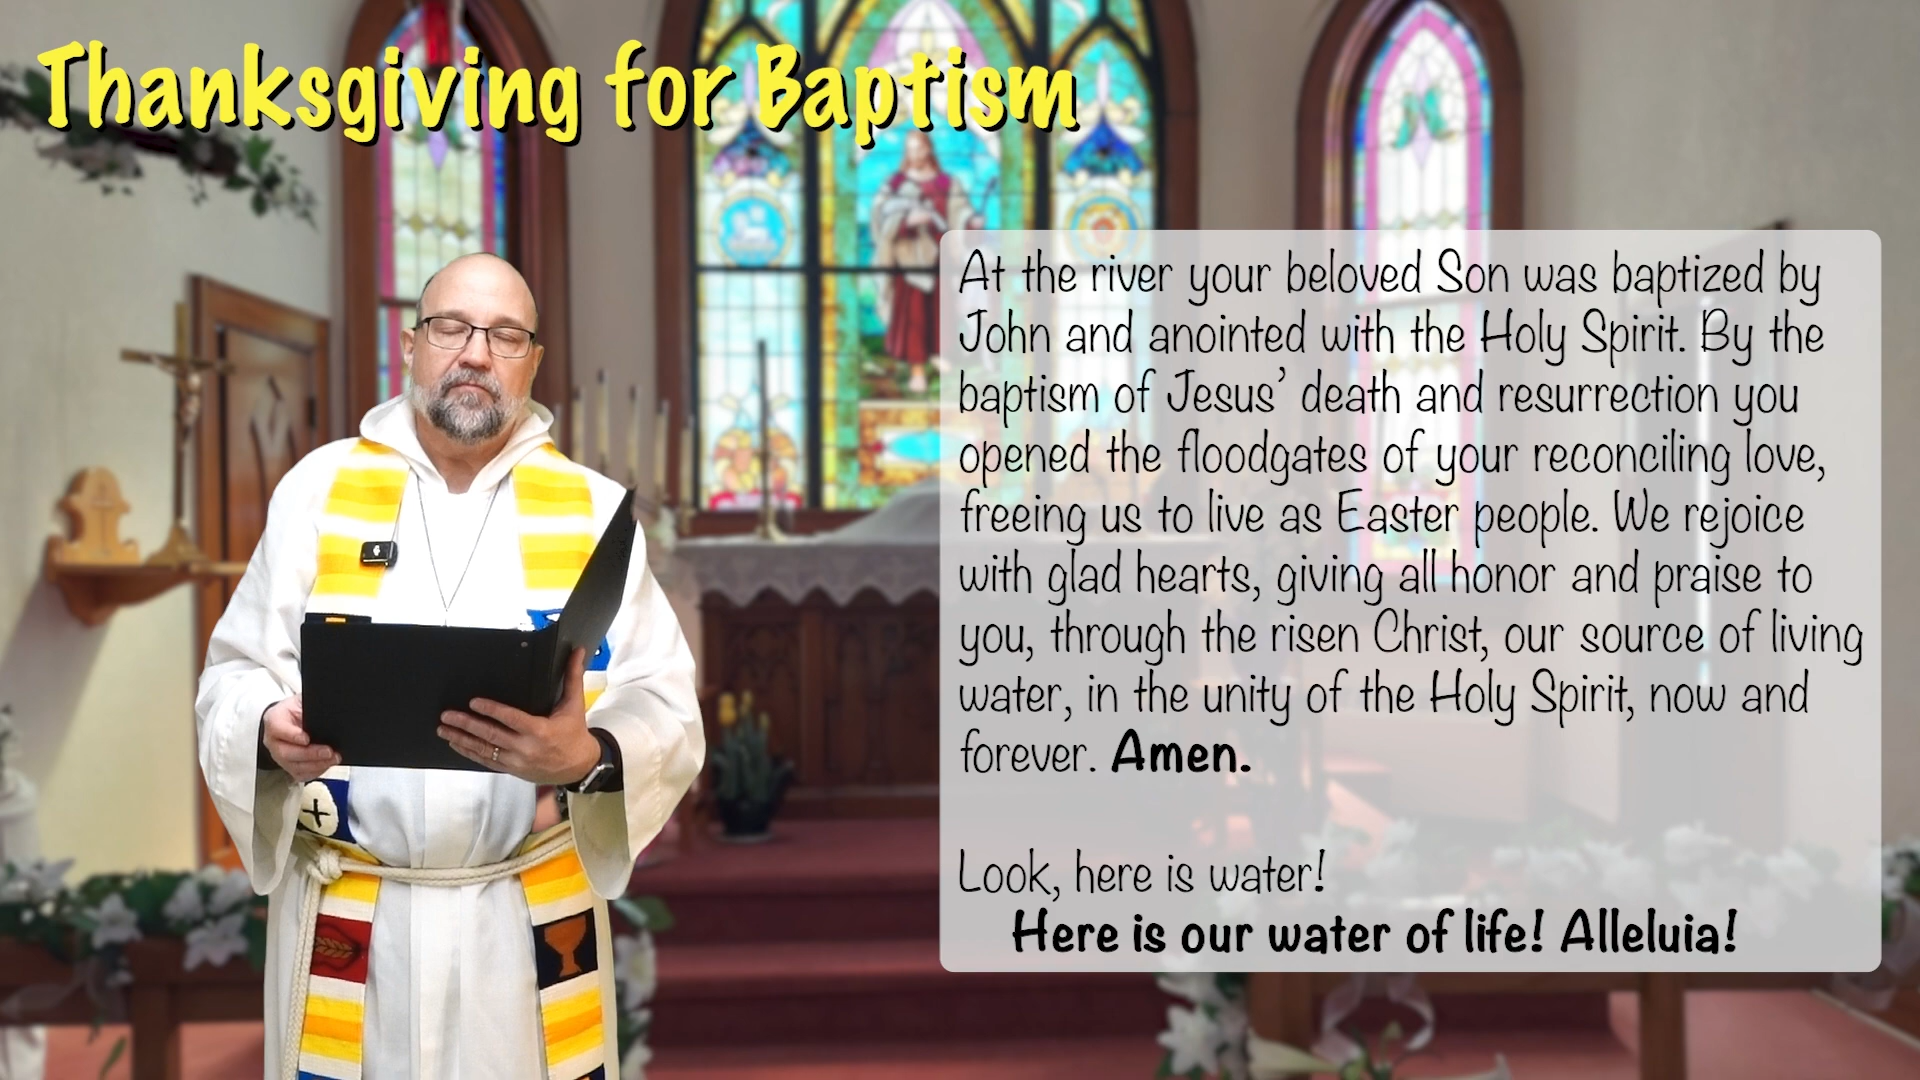 Thanksgiving for Baptism
At the river your beloved Son was baptized by
John and anointed with the Holy Spirit. By the
baptism of Jesus’ death and resurrection you
opened the floodgates of your reconciling love,
freeing us to live as Easter people. We rejoice
with glad hearts, giving all honor and praise to
you, through the risen Christ, our source of living
water, in the unity of the Holy Spirit, now and
forever. Amen.
Look, here is water!
Here is our water of life! Alleluia!